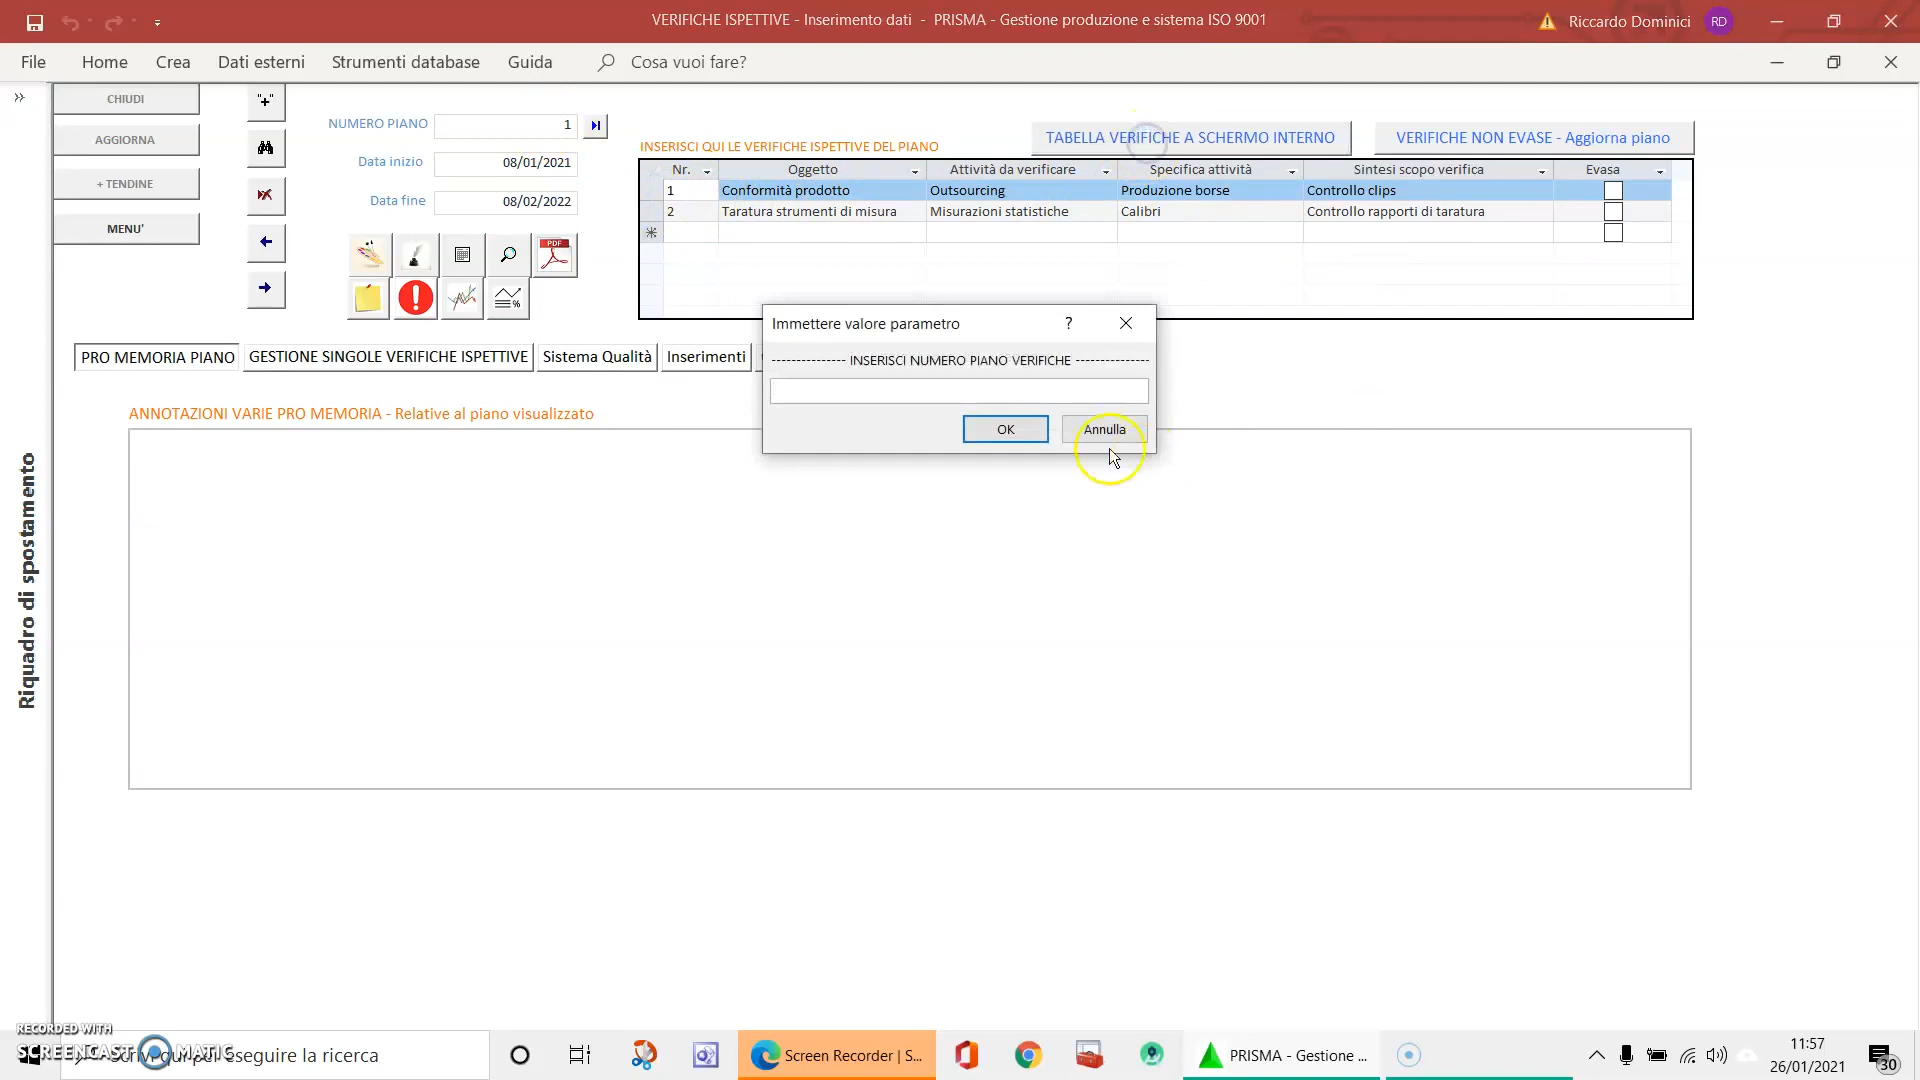 VERIFICHE ISPETTIVE - Inserimento dati - PRISMA - Gestione produzione e sistema ISO 9001
Riccardo Dominici
RD
File Home Crea Dati esterni Strumenti database Guida Cosa vuoi fare?
CHIUDI
AGGIORNA
+ TENDINE
MENU'
"+"
NUMERO PIANO 1
Data inizio 08/01/2021
Data fine 08/02/2022
PDF
INSERISCI QUI LE VERIFICHE ISPETTIVE DEL PIANO
TABELLA VERIFICHE A SCHERMO INTERNO
VERIFICHE NON EVASE - Aggiorna piano
Nr. Oggetto Attività da verificare Specifica attività Sintesi scopo verifica Evasa
1 Conformità prodotto Outsourcing Produzione borse Controllo clips
2 Taratura strumenti di misura Misurazioni statistiche Calibri Controllo rapporti di taratura
Immettere valore parametro ?
--------------- INSERISCI NUMERO PIANO VERIFICHE ---------------
OK Annulla
PRO MEMORIA PIANO GESTIONE SINGOLE VERIFICHE ISPETTIVE Sistema Qualità Inserimenti
ANNOTAZIONI VARIE PRO MEMORIA - Relative al piano visualizzato
Riquadro di spostamento
RECORDED WITH
SCREENCAST MATIC
qui per eseguire la ricerca
Screen Recorder | S...
PRISMA - Gestione ...
11:57
26/01/2021
30